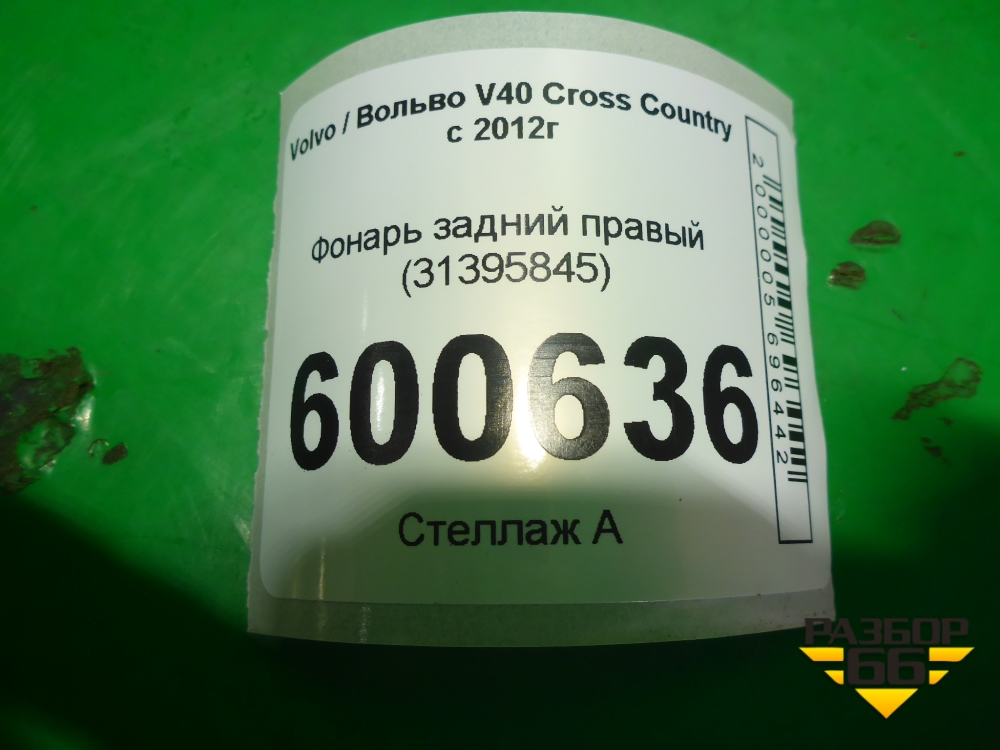 Volvo / Вольво V40 Cross Country
с 2012г
Фонарь задний правый
(31395845)
600636
Стеллаж А
2000005696442
РАЗБОР
66